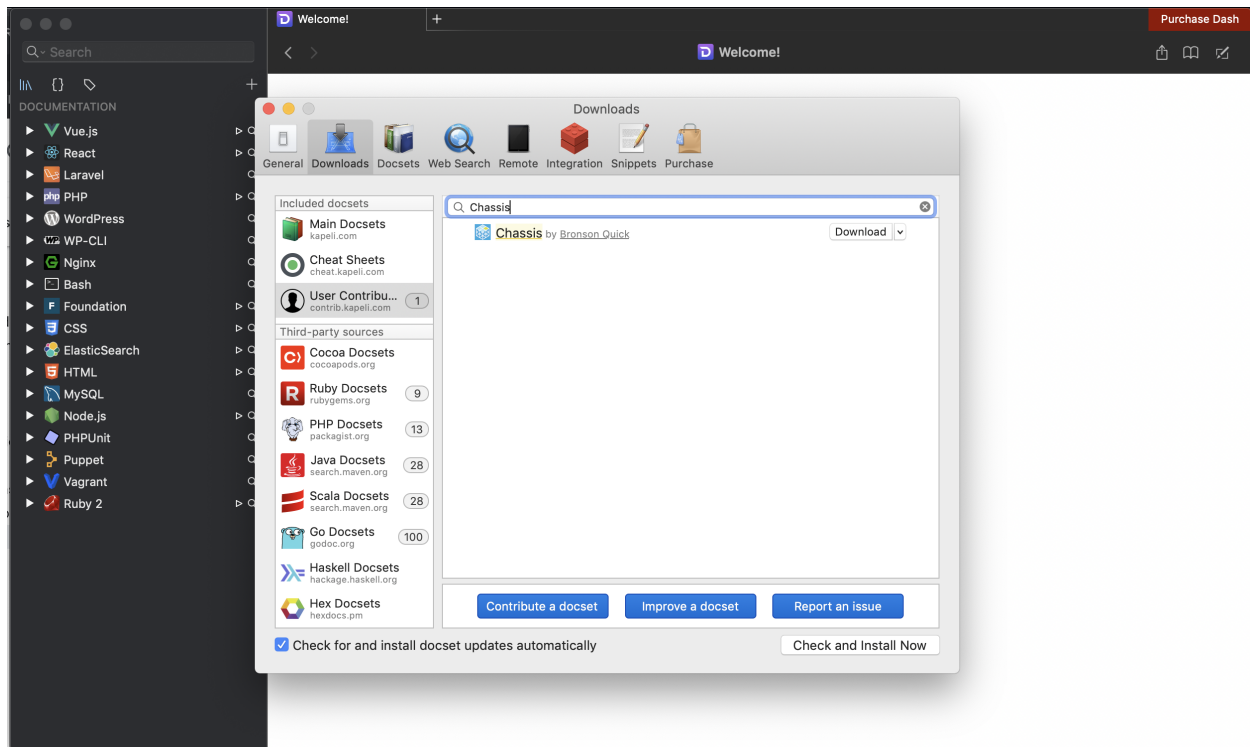 Welcome!
+
Purchase Dash
Search
Welcome!
DOCUMENTATION
Vue.js
React
Laravel
php PHP
WordPress
WP-CLI
Nginx
Bash
Foundation
CSS
ElasticSearch
HTML
MySQL
Node.js
PHPUnit
Puppet
Vagrant
Ruby 2
Downloads
General Downloads Docsets Web Search Remote Integration Snippets Purchase
Included docsets
Main Docsets
kapeli.com
Cheat Sheets
cheat.kapeli.com
User Contribu... 1
contrib.kapeli.com
Third-party sources
Cocoa Docsets
cocoapods.org
Ruby Docsets 9
rubygems.org
PHP Docsets 13
packagist.org
Java Docsets 28
search.maven.org
Scala Docsets 28
search.maven.org
Go Docsets 100
godoc.org
Haskell Docsets
hackage.haskell.org
Hex Docsets
hexdocs.pm
Chassis
Chassis by Bronson Quick Download
Contribute a docset Improve a docset Report an issue
Check for and install docset updates automatically Check and Install Now